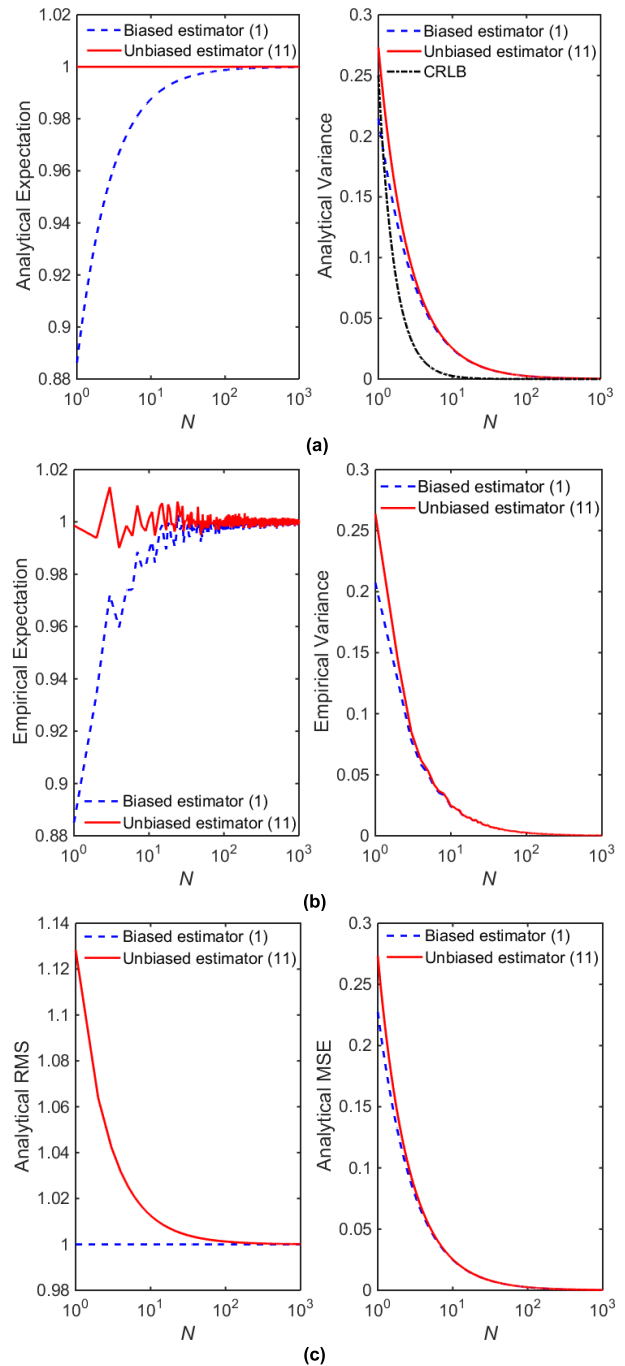 1.02
1
0.98
0.96
0.94
0.92
0.9
0.88
Analytical Expectation
Biased estimator (1)
Unbiased estimator (11)
10^0 10^1 10^2 10^3
N
0.3
0.25
0.2
0.15
0.1
0.05
0
Analytical Variance
Biased estimator (1)
Unbiased estimator (11)
CRLB
10^0 10^1 10^2 10^3
N
(a)
1.02
1
0.98
0.96
0.94
0.92
0.9
0.88
Empirical Expectation
Biased estimator (1)
Unbiased estimator (11)
10^0 10^1 10^2 10^3
N
0.3
0.25
0.2
0.15
0.1
0.05
0
Empirical Variance
Biased estimator (1)
Unbiased estimator (11)
10^0 10^1 10^2 10^3
N
(b)
1.14
1.12
1.1
1.08
1.06
1.04
1.02
1
0.98
Analytical RMS
Biased estimator (1)
Unbiased estimator (11)
10^0 10^1 10^2 10^3
N
0.3
0.25
0.2
0.15
0.1
0.05
0
Analytical MSE
Biased estimator (1)
Unbiased estimator (11)
10^0 10^1 10^2 10^3
N
(c)